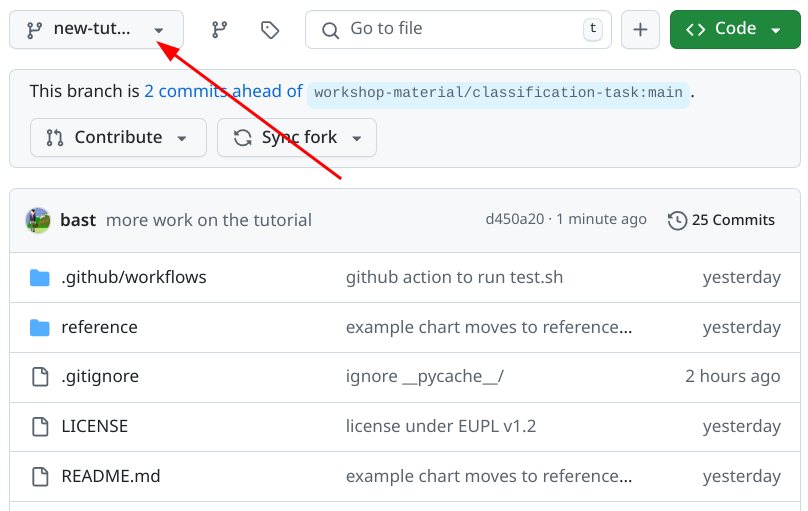 new-tut... Go to file t Code
This branch is 2 commits ahead of workshop-material/classification-task:main .
Contribute Sync fork
bast more work on the tutorial d450a20 · 1 minute ago 25 Commits
.github/workflows github action to run test.sh yesterday
reference example chart moves to reference... yesterday
.gitignore ignore __pycache__/ 2 hours ago
LICENSE license under EUPL v1.2 yesterday
README.md example chart moves to reference... yesterday